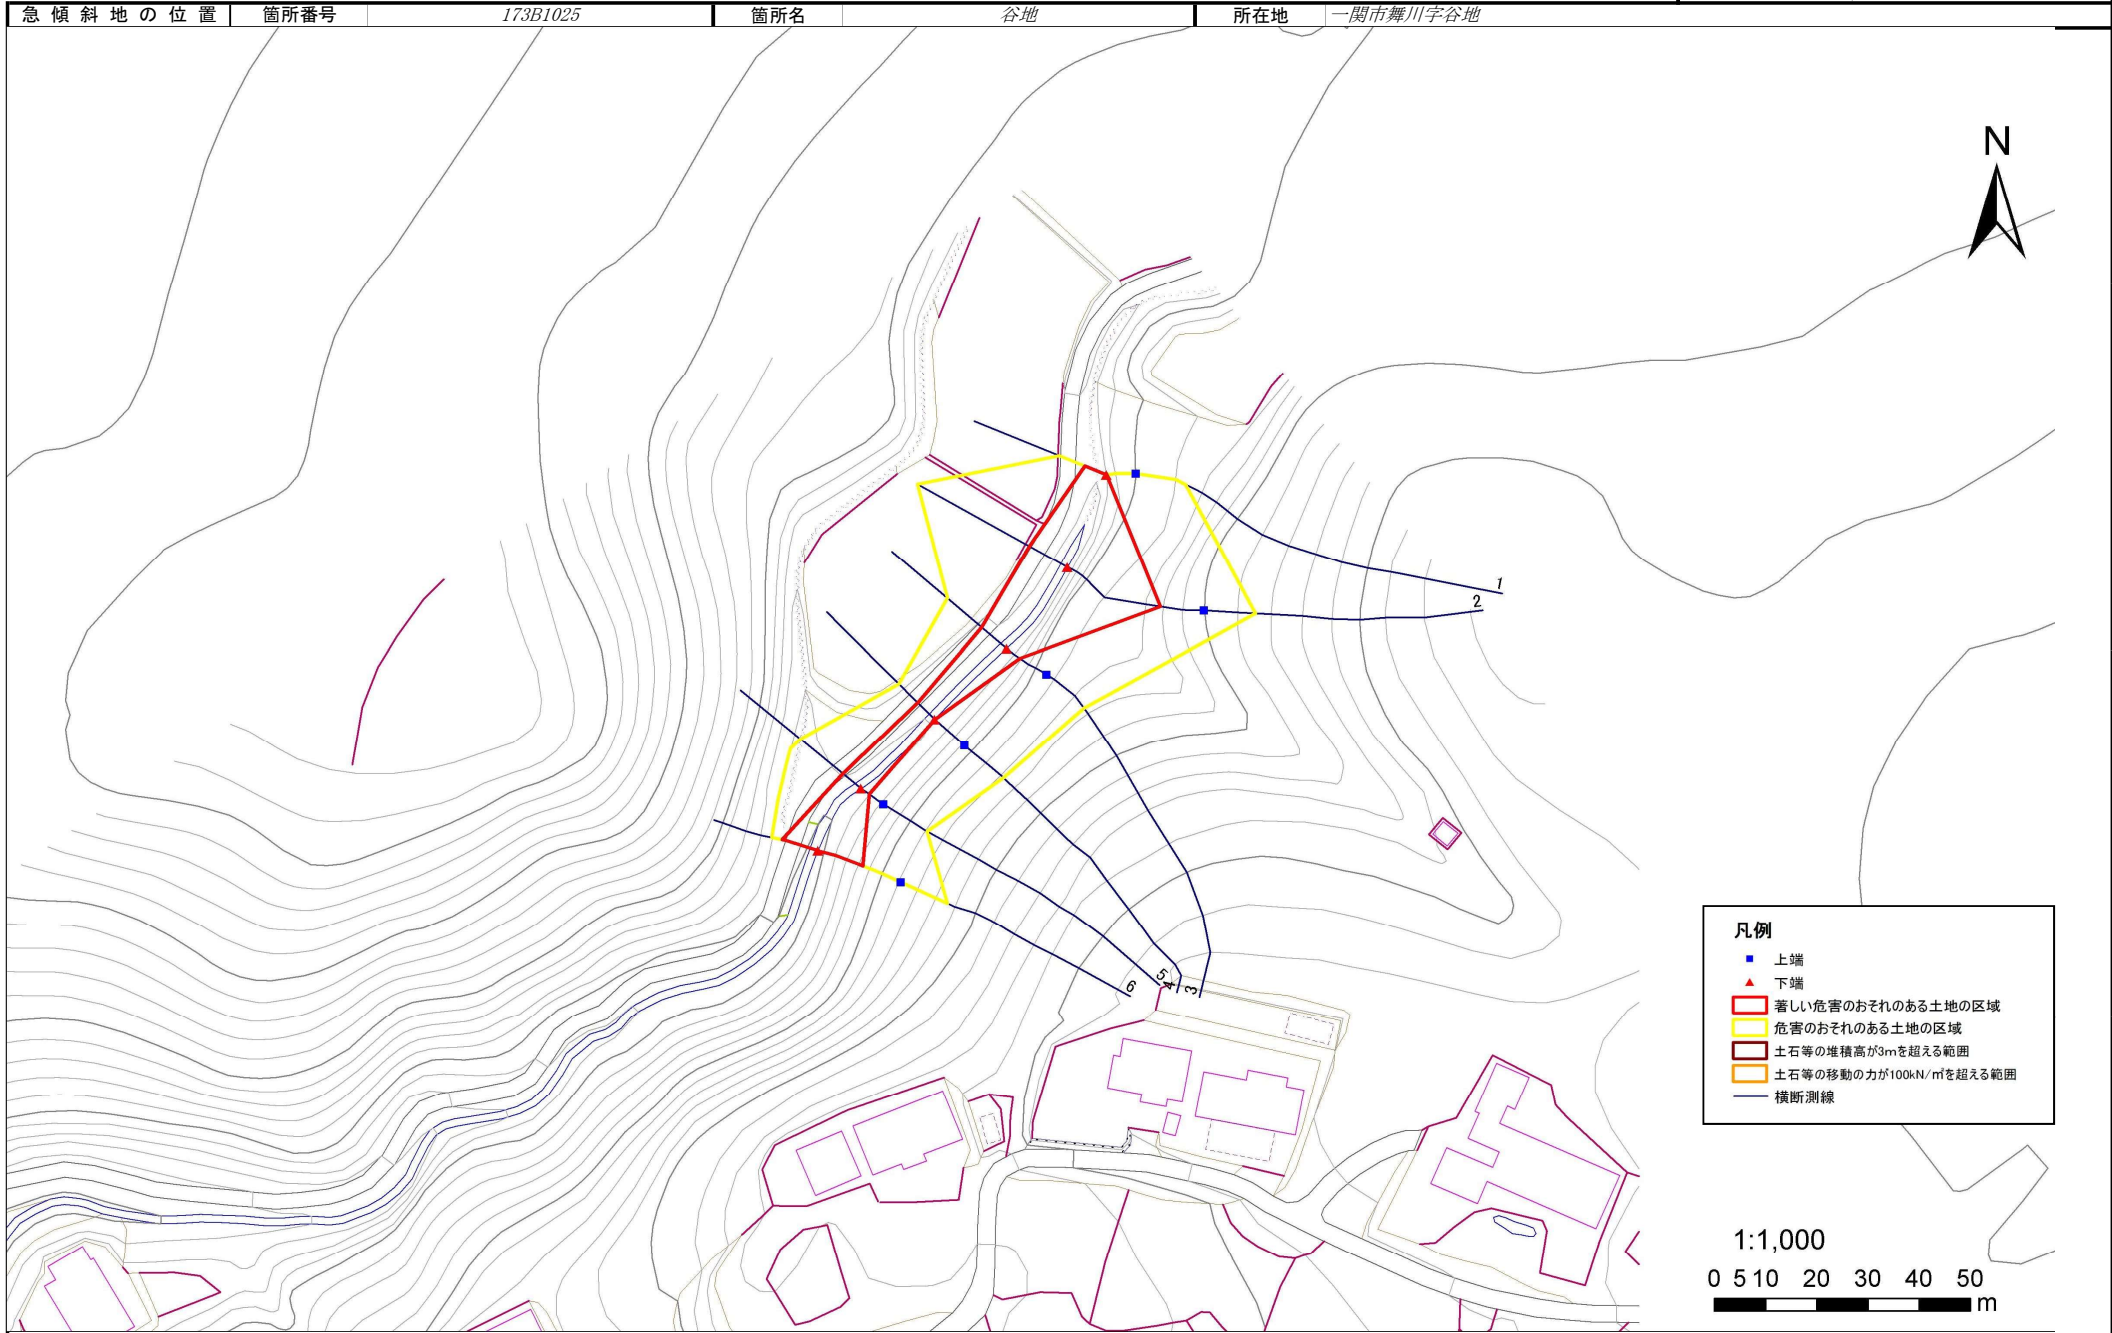 急傾斜地の位置 箇所番号 173B1025 箇所名 谷地 所在地 一関市舞川字谷地
N
1
2
3
4
5
6
凡例
上端
下端
著しい危害のおそれのある土地の区域
危害のおそれのある土地の区域
土石等の堆積高が3mを超える範囲
土石等の移動の力が100kN/㎡を超える範囲
横断測線
1:1,000
0 5 10 20 30 40 50
m